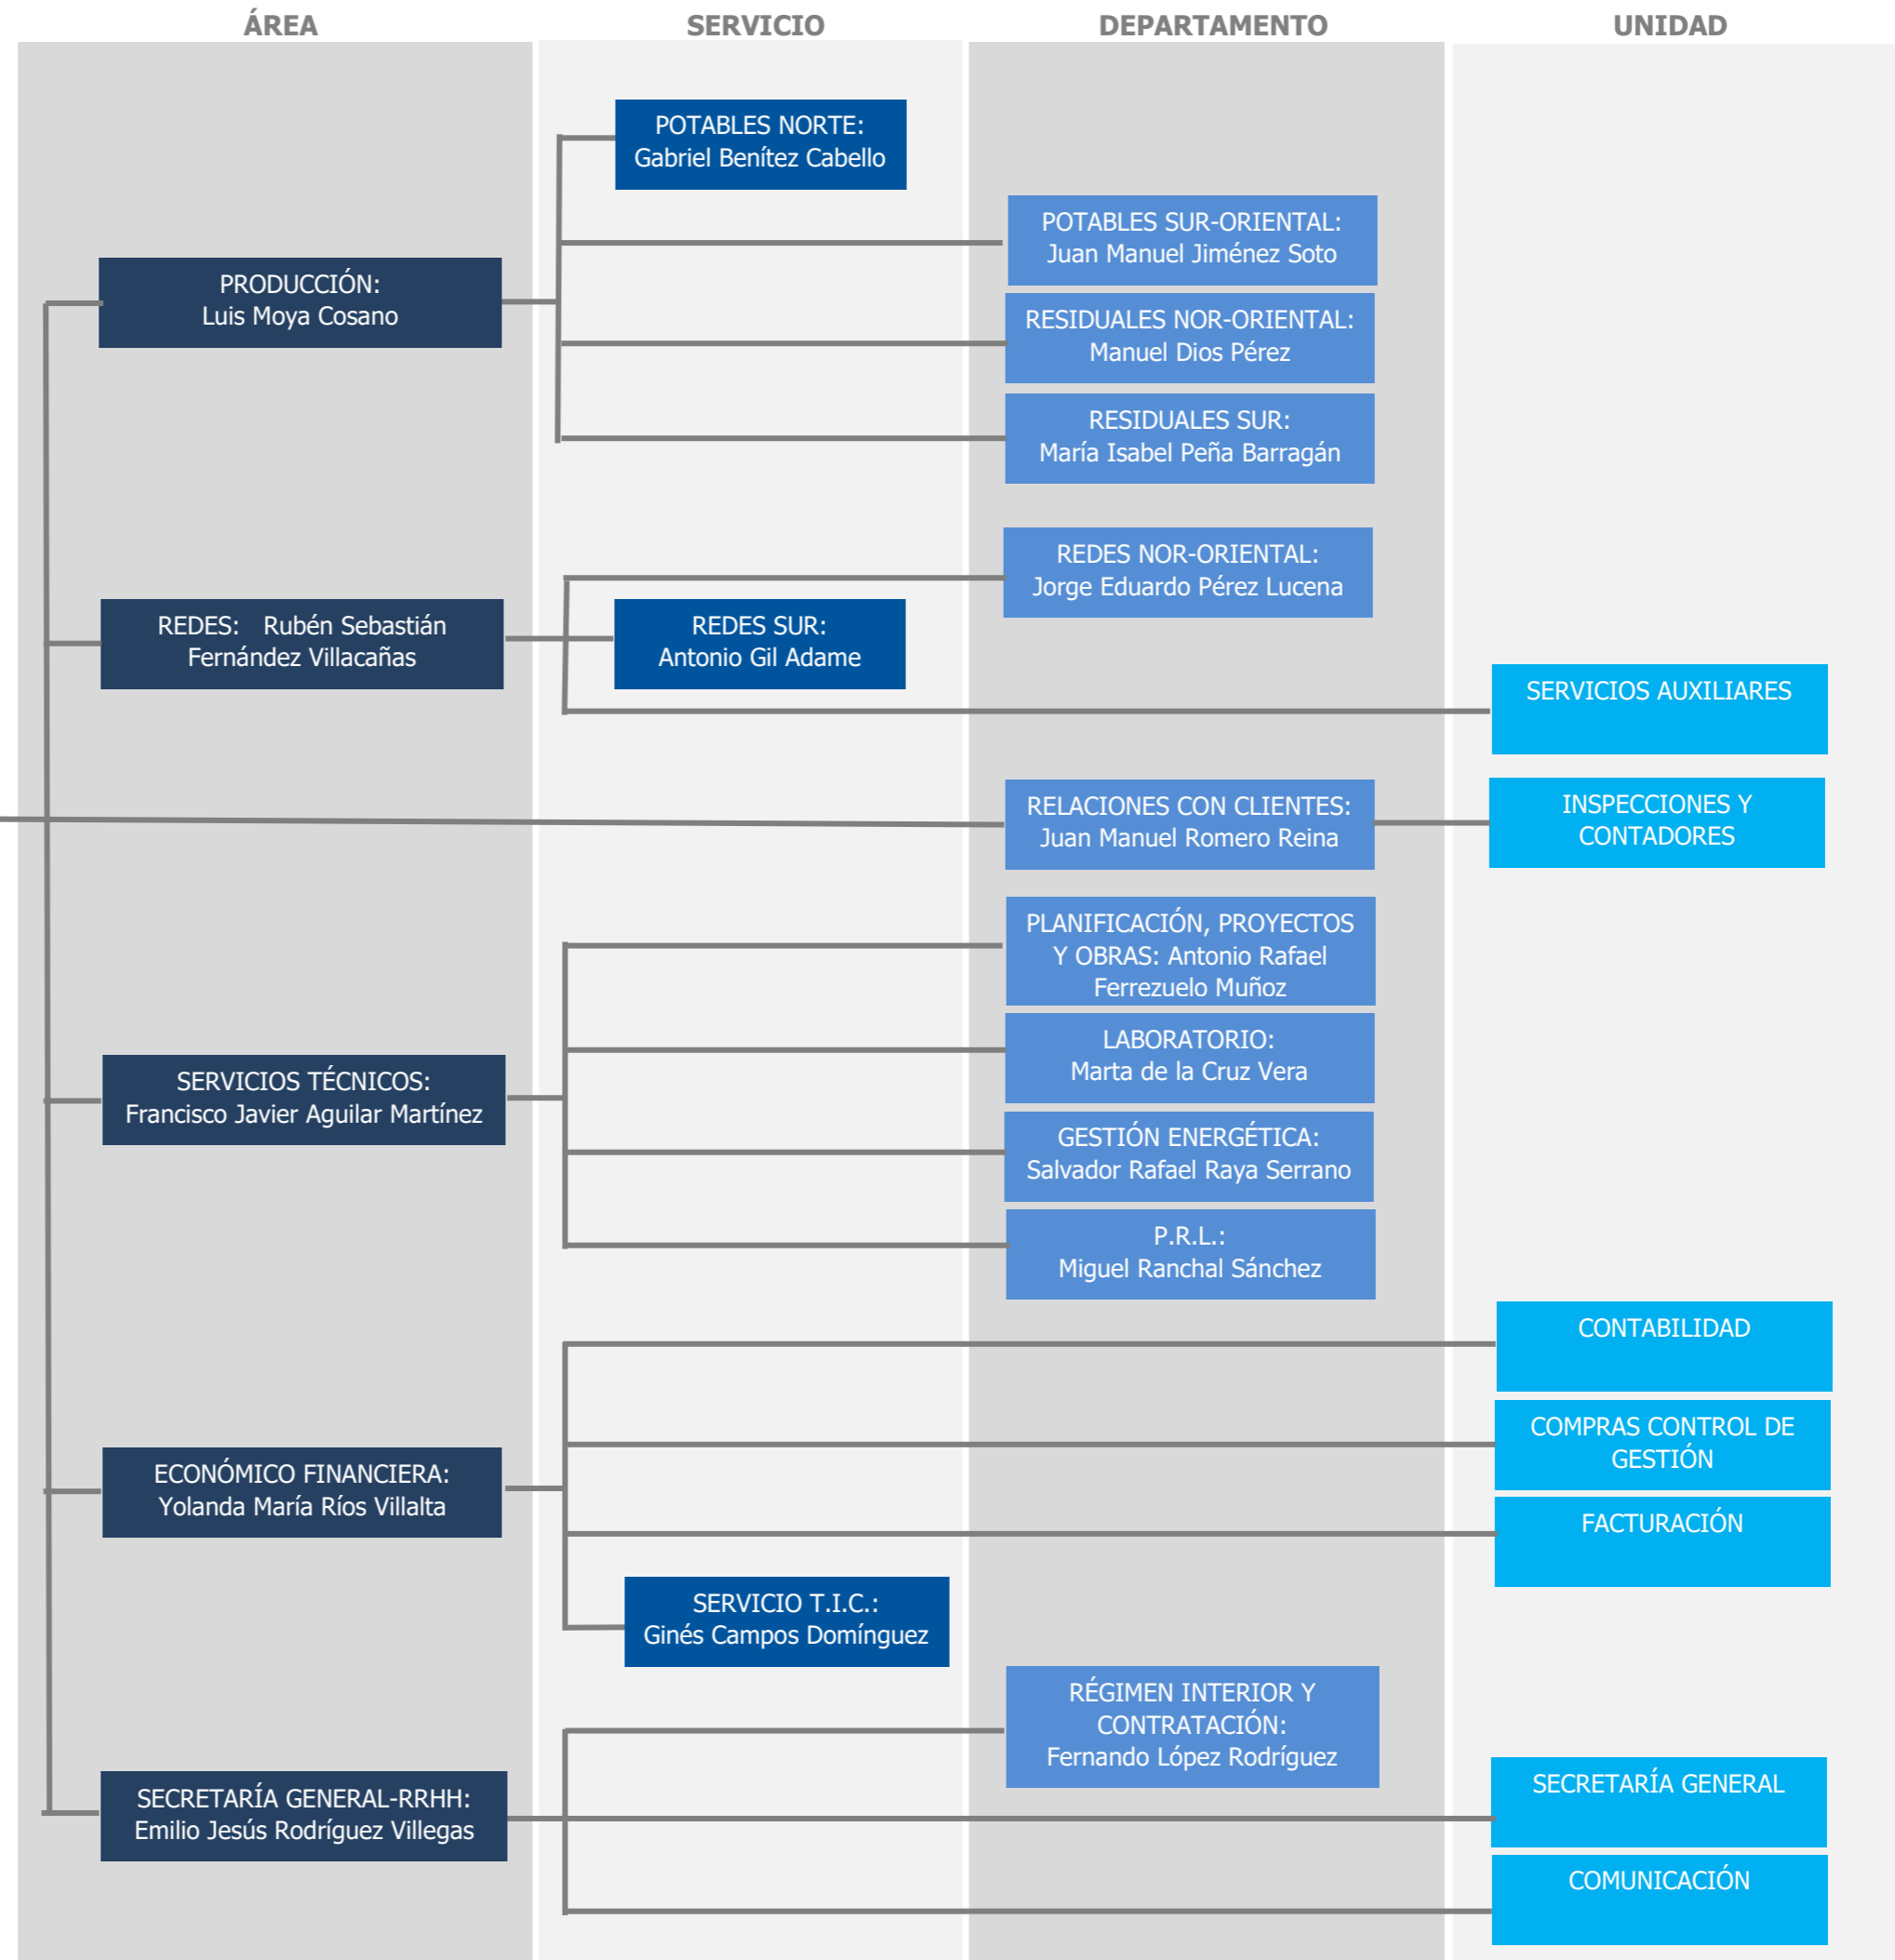 ÁREA
SERVICIO
DEPARTAMENTO
UNIDAD
POTABLES NORTE:
Gabriel Benítez Cabello
POTABLES SUR-ORIENTAL:
Juan Manuel Jiménez Soto
PRODUCCIÓN:
Luis Moya Cosano
RESIDUALES NOR-ORIENTAL:
Manuel Dios Pérez
RESIDUALES SUR:
María Isabel Peña Barragán
REDES NOR-ORIENTAL:
Jorge Eduardo Pérez Lucena
REDES: Rubén Sebastián
Fernández Villacañas
REDES SUR:
Antonio Gil Adame
SERVICIOS AUXILIARES
RELACIONES CON CLIENTES:
Juan Manuel Romero Reina
INSPECCIONES Y
CONTADORES
PLANIFICACIÓN, PROYECTOS
Y OBRAS: Antonio Rafael
Ferrezuelo Muñoz
LABORATORIO:
Marta de la Cruz Vera
SERVICIOS TÉCNICOS:
Francisco Javier Aguilar Martínez
GESTIÓN ENERGÉTICA:
Salvador Rafael Raya Serrano
P.R.L.:
Miguel Ranchal Sánchez
CONTABILIDAD
COMPRAS CONTROL DE
GESTIÓN
ECONÓMICO FINANCIERA:
Yolanda María Ríos Villalta
FACTURACIÓN
SERVICIO T.I.C.:
Ginés Campos Domínguez
RÉGIMEN INTERIOR Y
CONTRATACIÓN:
Fernando López Rodríguez
SECRETARÍA GENERAL-RRHH:
Emilio Jesús Rodríguez Villegas
SECRETARÍA GENERAL
COMUNICACIÓN